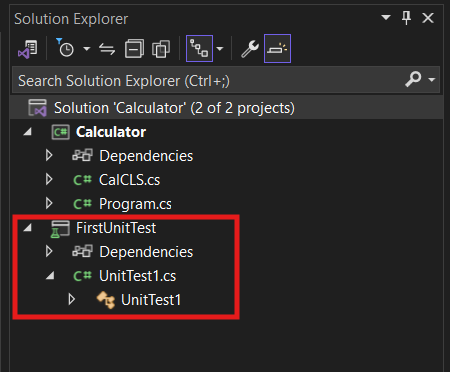 Solution Explorer
Search Solution Explorer (Ctrl+;)
Solution 'Calculator' (2 of 2 projects)
C# Calculator
Dependencies
C# CalCLS.cs
C# Program.cs
FirstUnitTest
Dependencies
C# UnitTest1.cs
UnitTest1